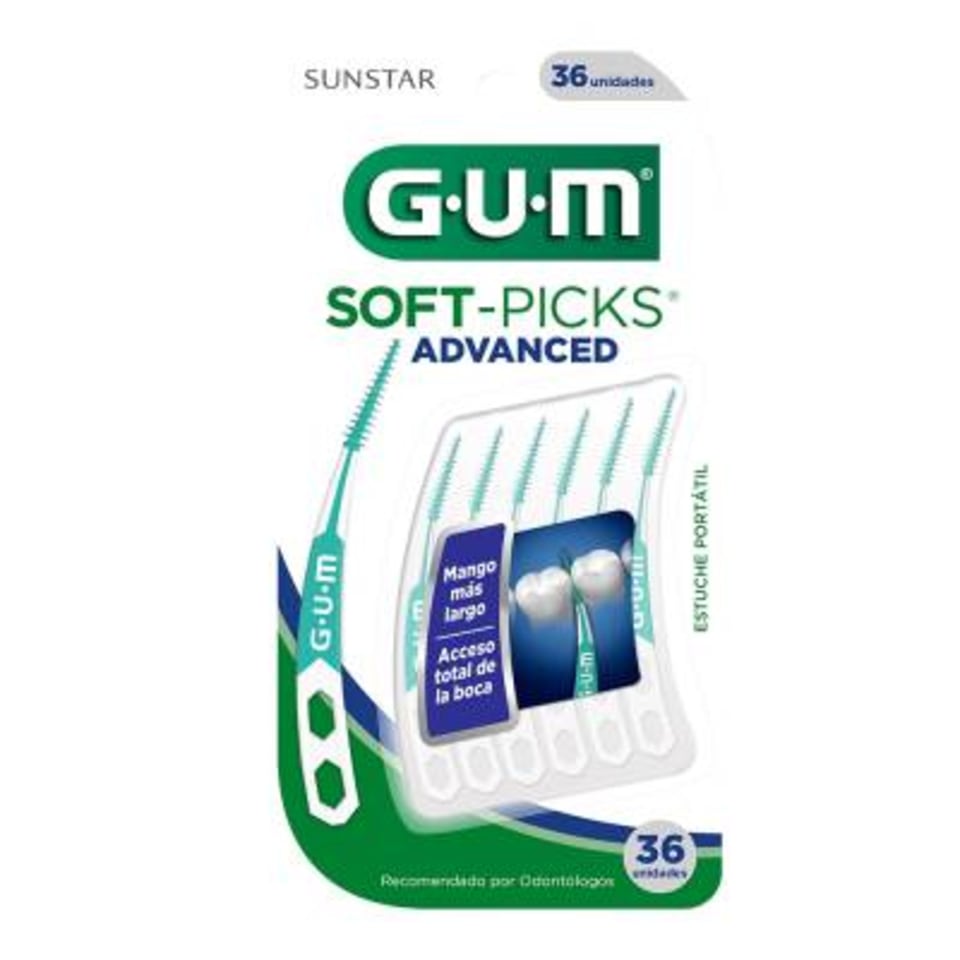 SUNSTAR
36 unidades
G·U·M®
SOFT-PICKS®
ADVANCED
G·U·M
Mango
más
largo
Acceso
total de
la boca
G·U·M
G·U·M
ESTUCHE PORTÁTIL
36
unidades
Recomendado por Odontólogos